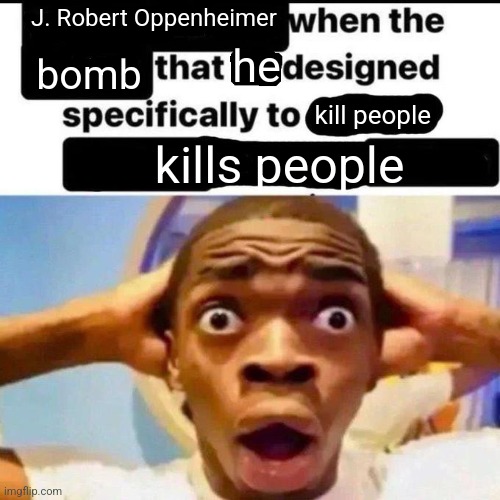 J. Robert Oppenheimer when the
bomb that he designed
specifically to kill people
kills people
imgflip.com